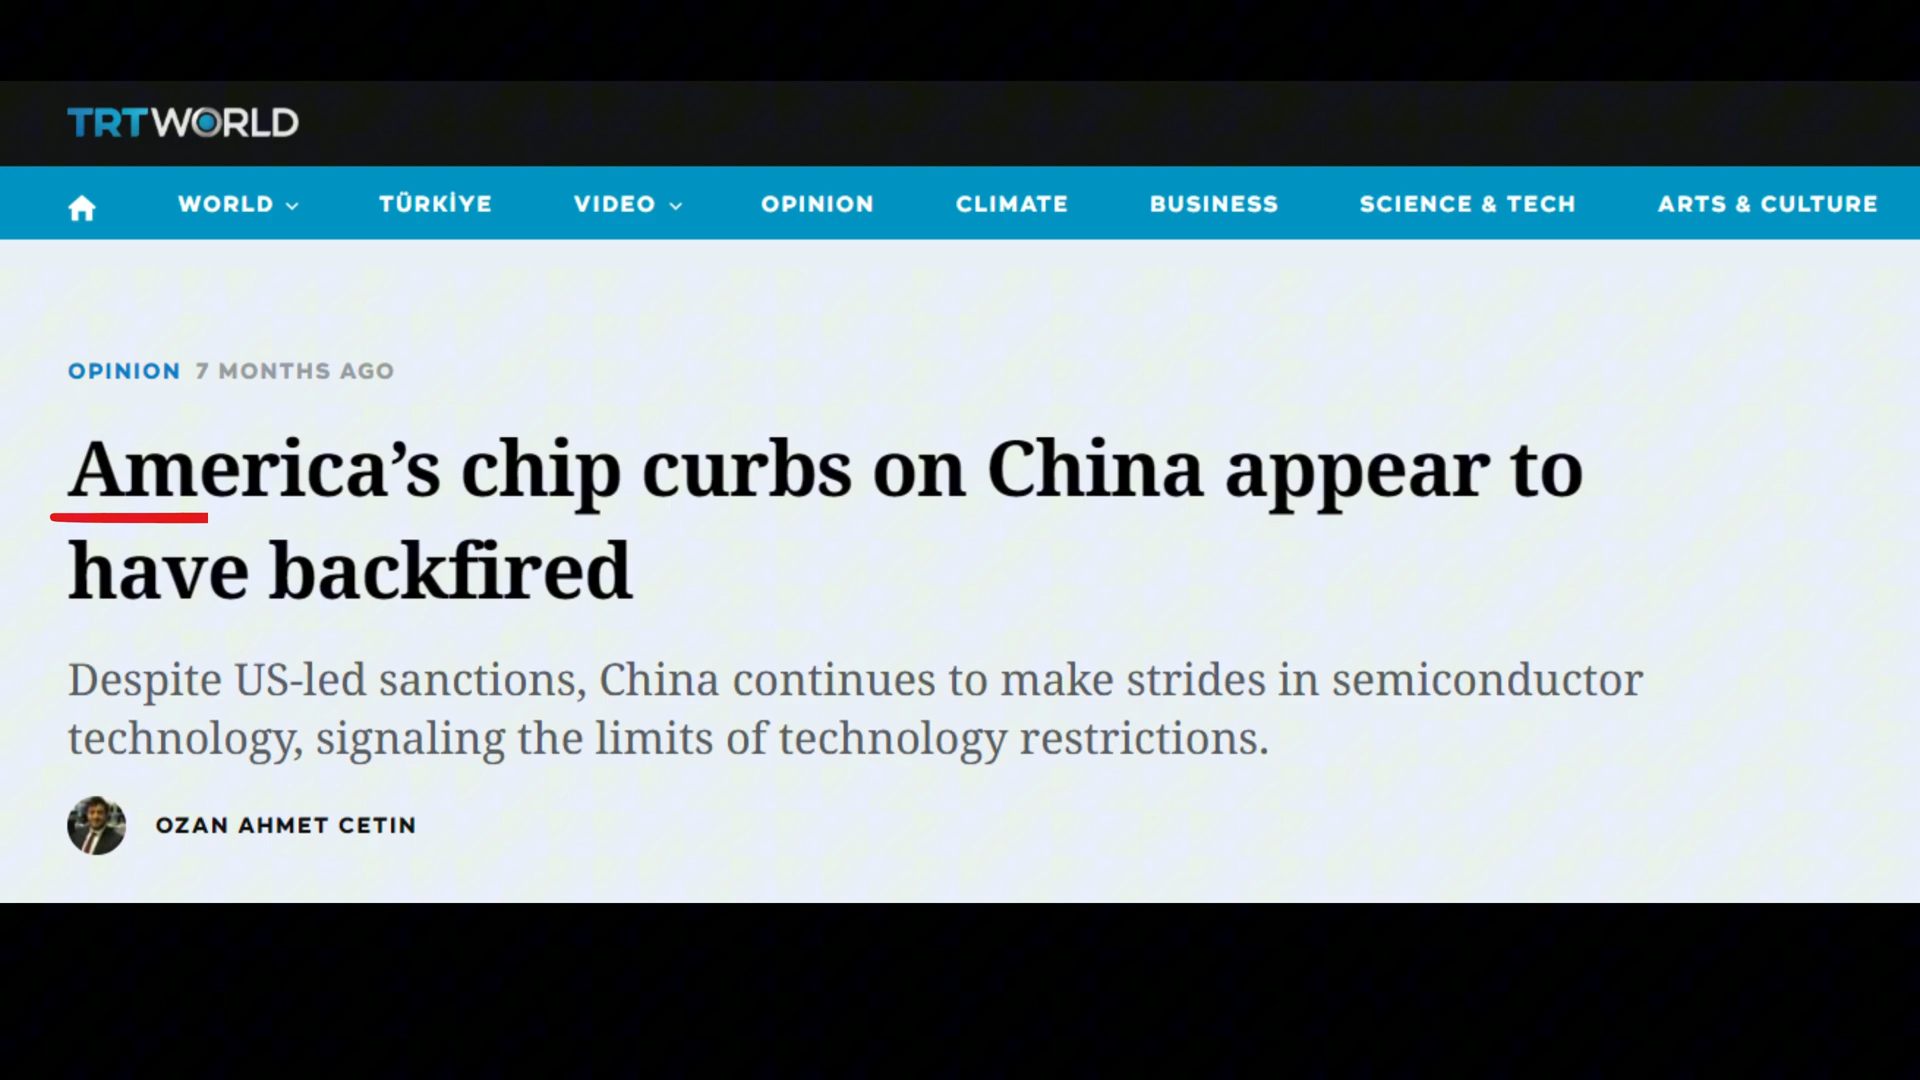 TRTWORLD
WORLD TÜRKİYE VIDEO OPINION CLIMATE BUSINESS SCIENCE & TECH ARTS & CULTURE
OPINION 7 MONTHS AGO
America’s chip curbs on China appear to
have backfired
Despite US-led sanctions, China continues to make strides in semiconductor
technology, signaling the limits of technology restrictions.
OZAN AHMET CETIN